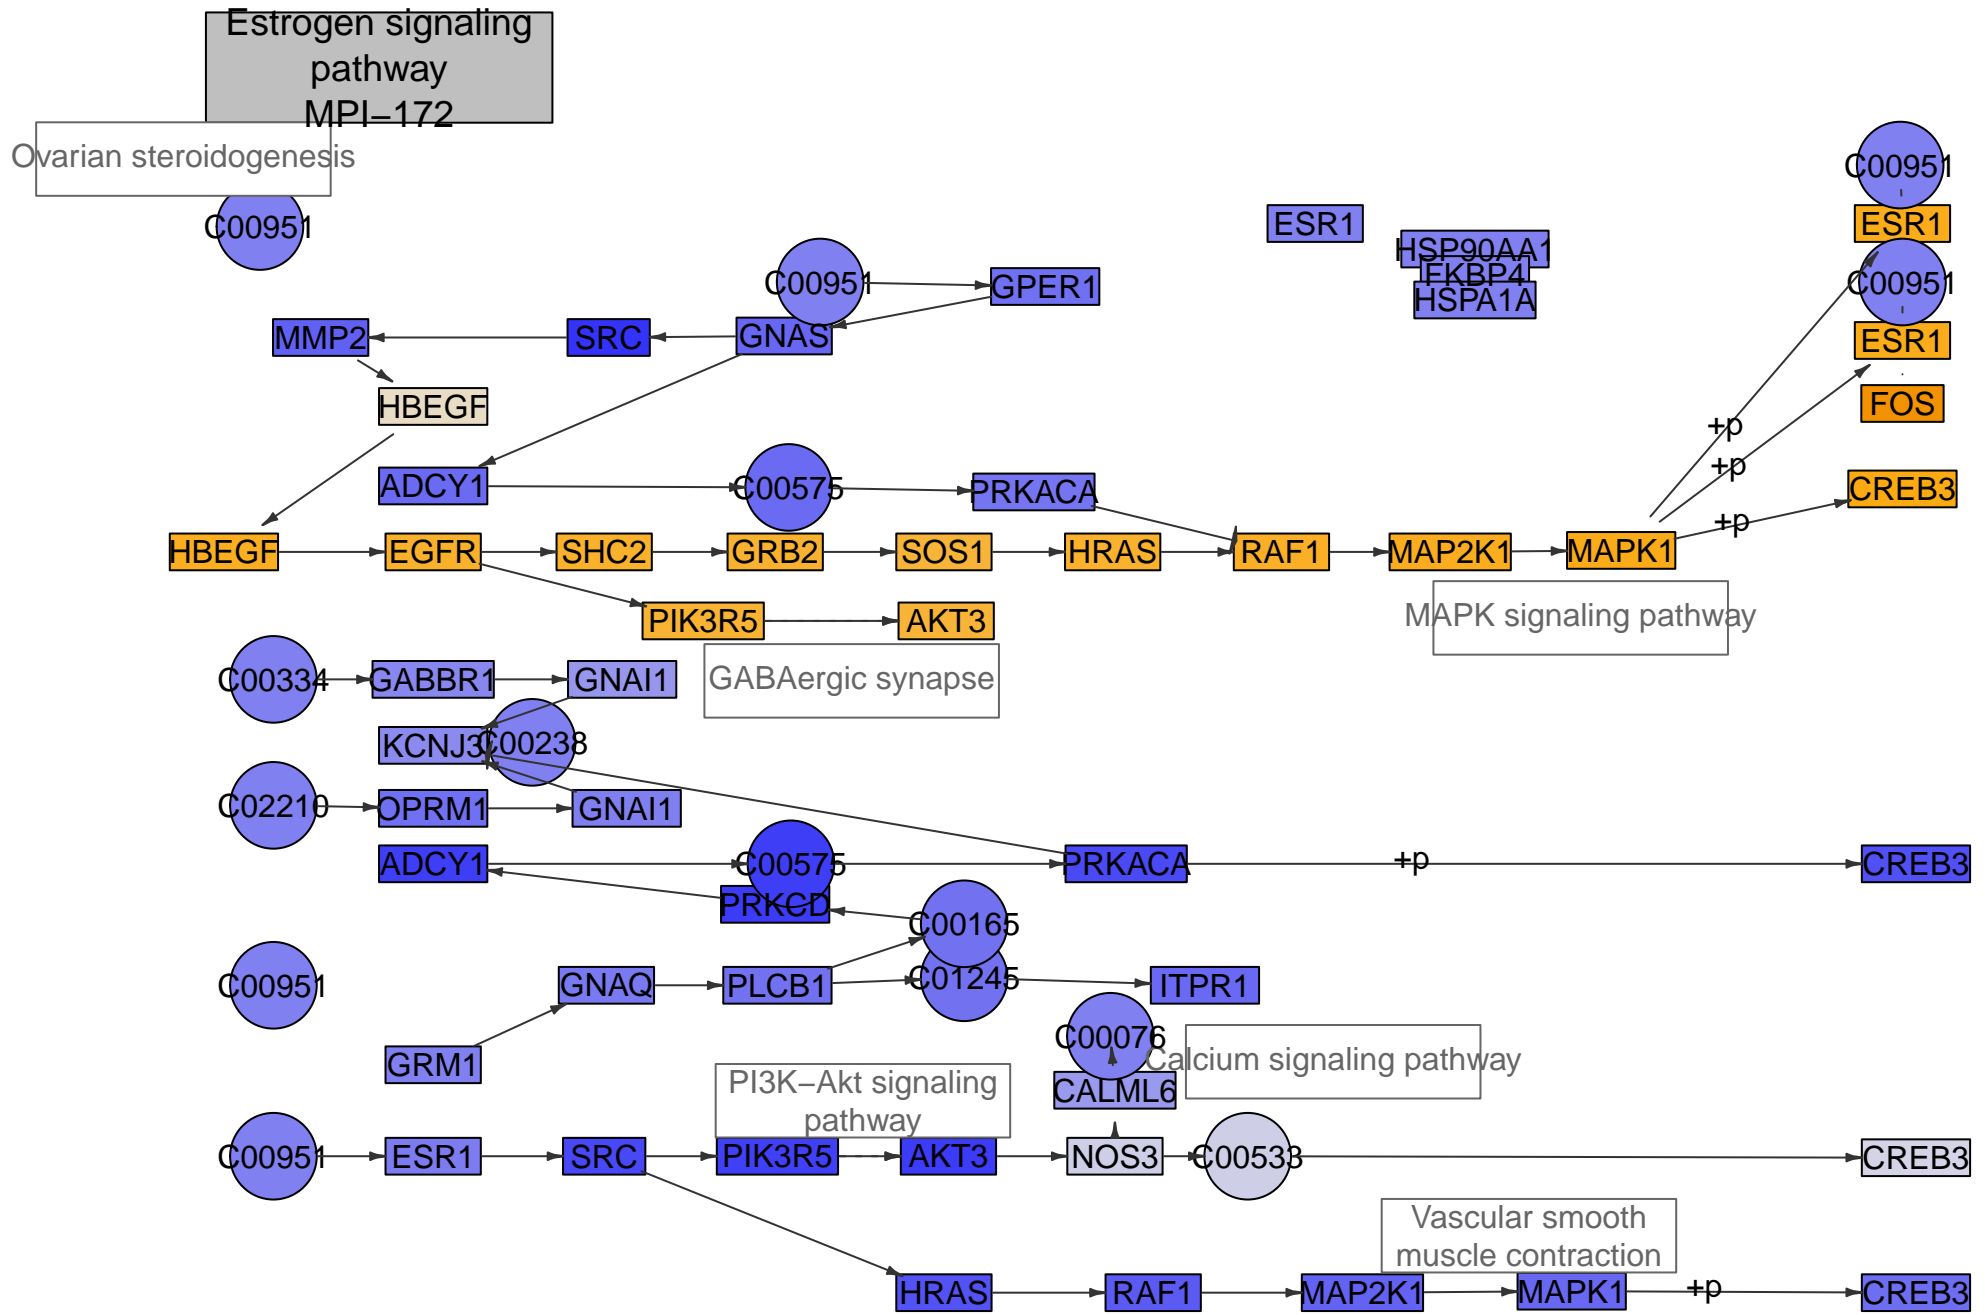 Estrogen signaling
pathway
MPI−172
Ovarian steroidogenesis
C00951
C00951
ESR1
C00951
ESR1
HSP90AA1
FKBP4
HSPA1A
C00951
GPER1
C00951
MMP2
SRC
GNAS
ESR1
HBEGF
FOS
+p
+p
ADCY1
C00575
PRKACA
CREB3
+p
HBEGF
EGFR
SHC2
GRB2
SOS1
HRAS
RAF1
MAP2K1
MAPK1
PIK3R5
AKT3
MAPK signaling pathway
C00334
GABBR1
GNAI1
GABAergic synapse
KCNJ3
C00238
C02210
OPRM1
GNAI1
ADCY1
C00575
PRKACA
+p
CREB3
PRKCD
C00165
C00951
GNAQ
PLCB1
C01245
ITPR1
C00076
Calcium signaling pathway
GRM1
CALML6
PI3K−Akt signaling
pathway
C00951
ESR1
SRC
PIK3R5
AKT3
NOS3
C00533
CREB3
Vascular smooth
muscle contraction
HRAS
RAF1
MAP2K1
MAPK1
+p
CREB3